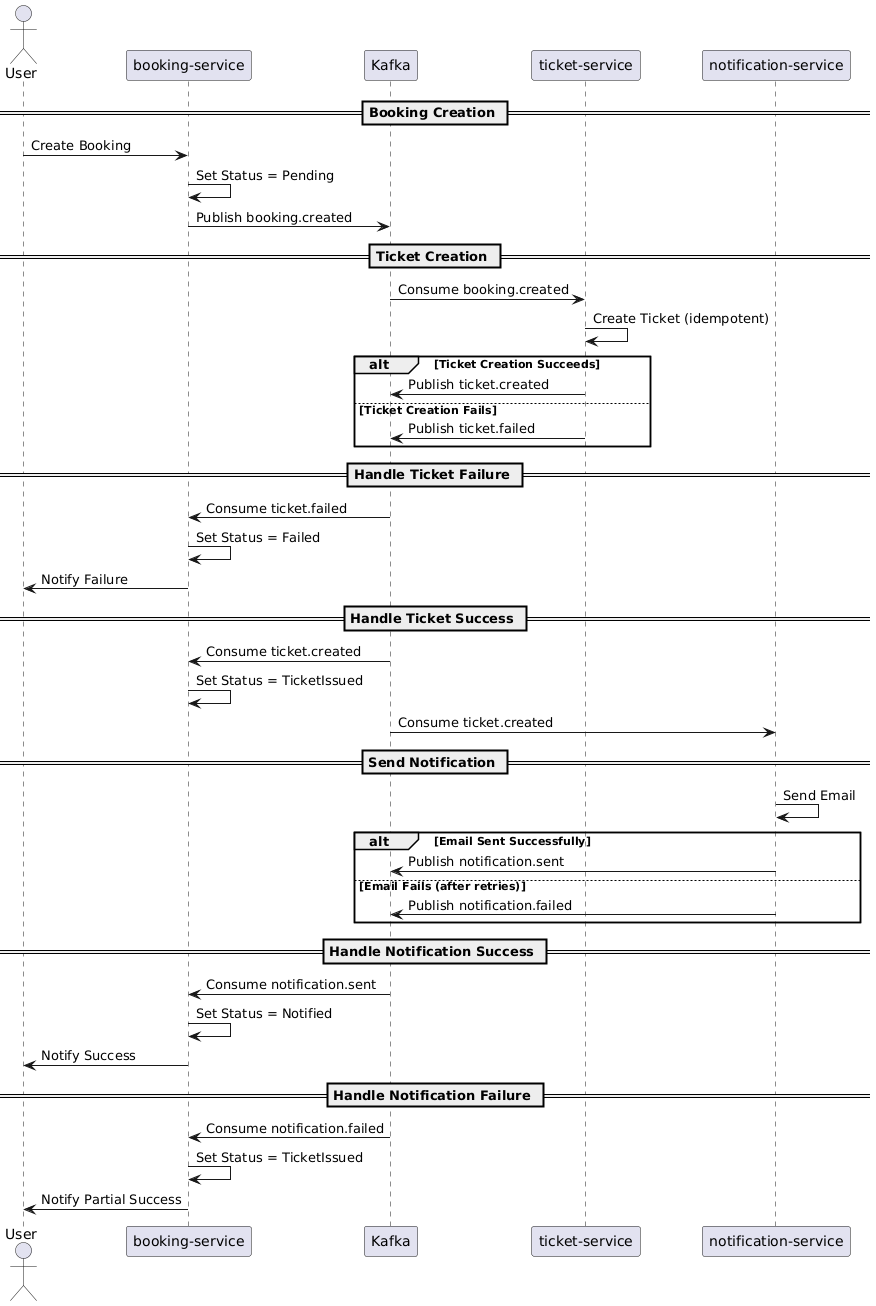 User
booking-service
Kafka
ticket-service
notification-service
Booking Creation
Create Booking
Set Status = Pending
Publish booking.created
Ticket Creation
Consume booking.created
Create Ticket (idempotent)
alt [Ticket Creation Succeeds]
Publish ticket.created
[Ticket Creation Fails]
Publish ticket.failed
Handle Ticket Failure
Consume ticket.failed
Set Status = Failed
Notify Failure
Handle Ticket Success
Consume ticket.created
Set Status = TicketIssued
Consume ticket.created
Send Notification
Send Email
alt [Email Sent Successfully]
Publish notification.sent
[Email Fails (after retries)]
Publish notification.failed
Handle Notification Success
Consume notification.sent
Set Status = Notified
Notify Success
Handle Notification Failure
Consume notification.failed
Set Status = TicketIssued
Notify Partial Success
User
booking-service
Kafka
ticket-service
notification-service